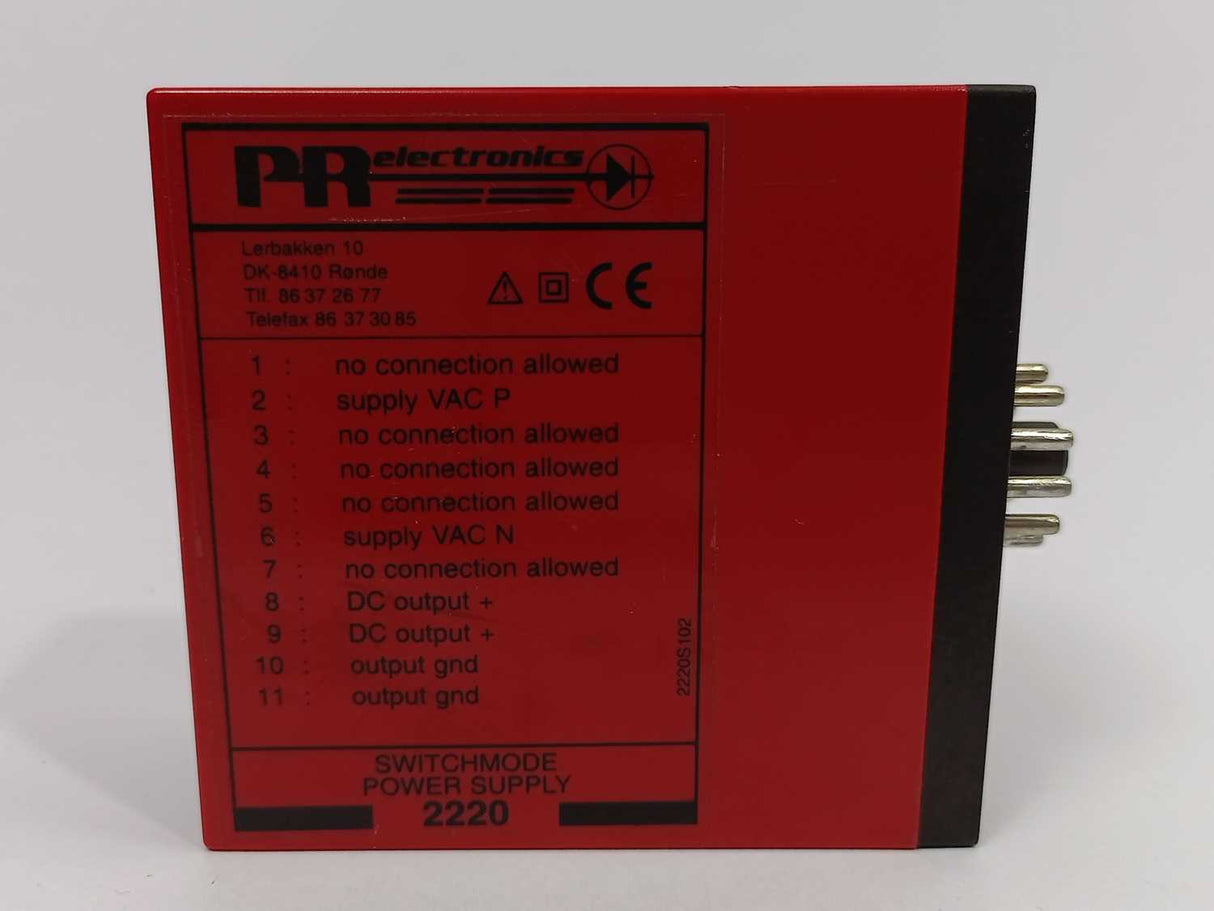 PR electronics
Lerbakken 10
DK-8410 Rønde
Tlf. 86 37 26 77
Telefax 86 37 30 85
CE
1 : no connection allowed
2 : supply VAC P
3 : no connection allowed
4 : no connection allowed
5 : no connection allowed
6 : supply VAC N
7 : no connection allowed
8 : DC output +
9 : DC output +
10 : output gnd
11 : output gnd
2220S102
SWITCHMODE
POWER SUPPLY
2220